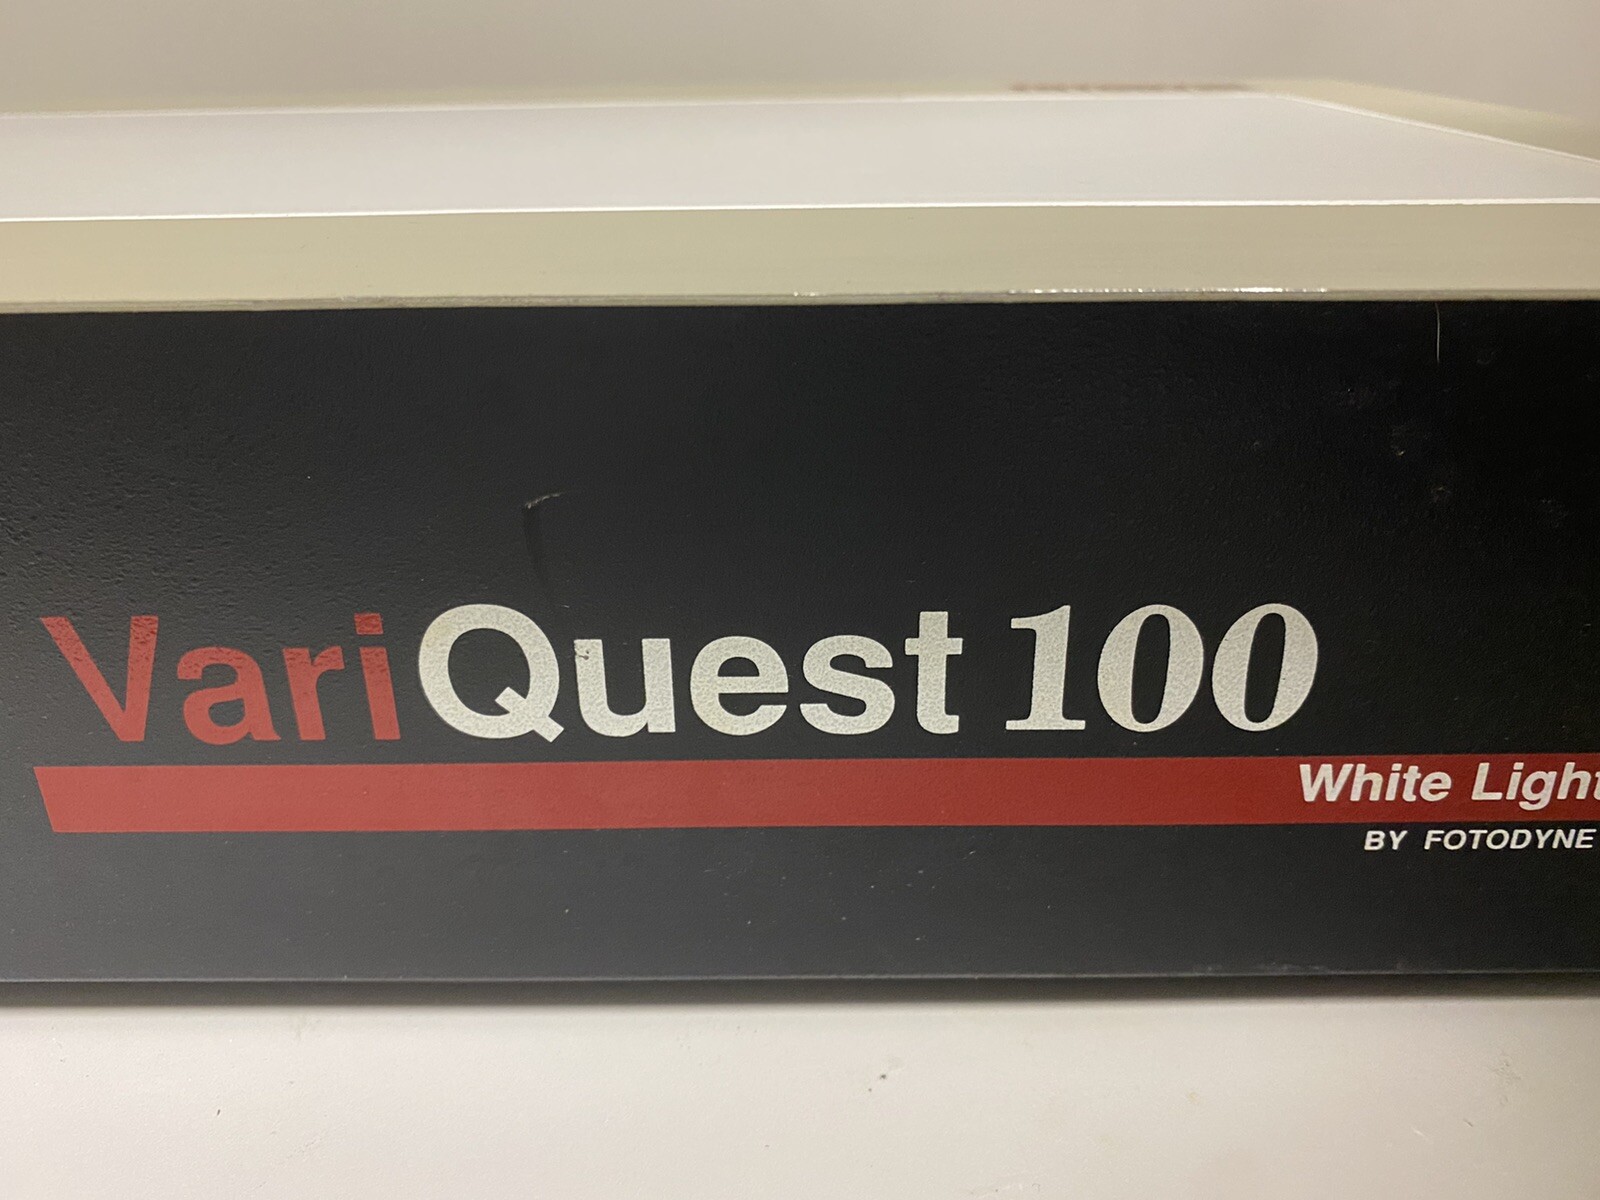 VariQuest 100
White Light
BY FOTODYNE